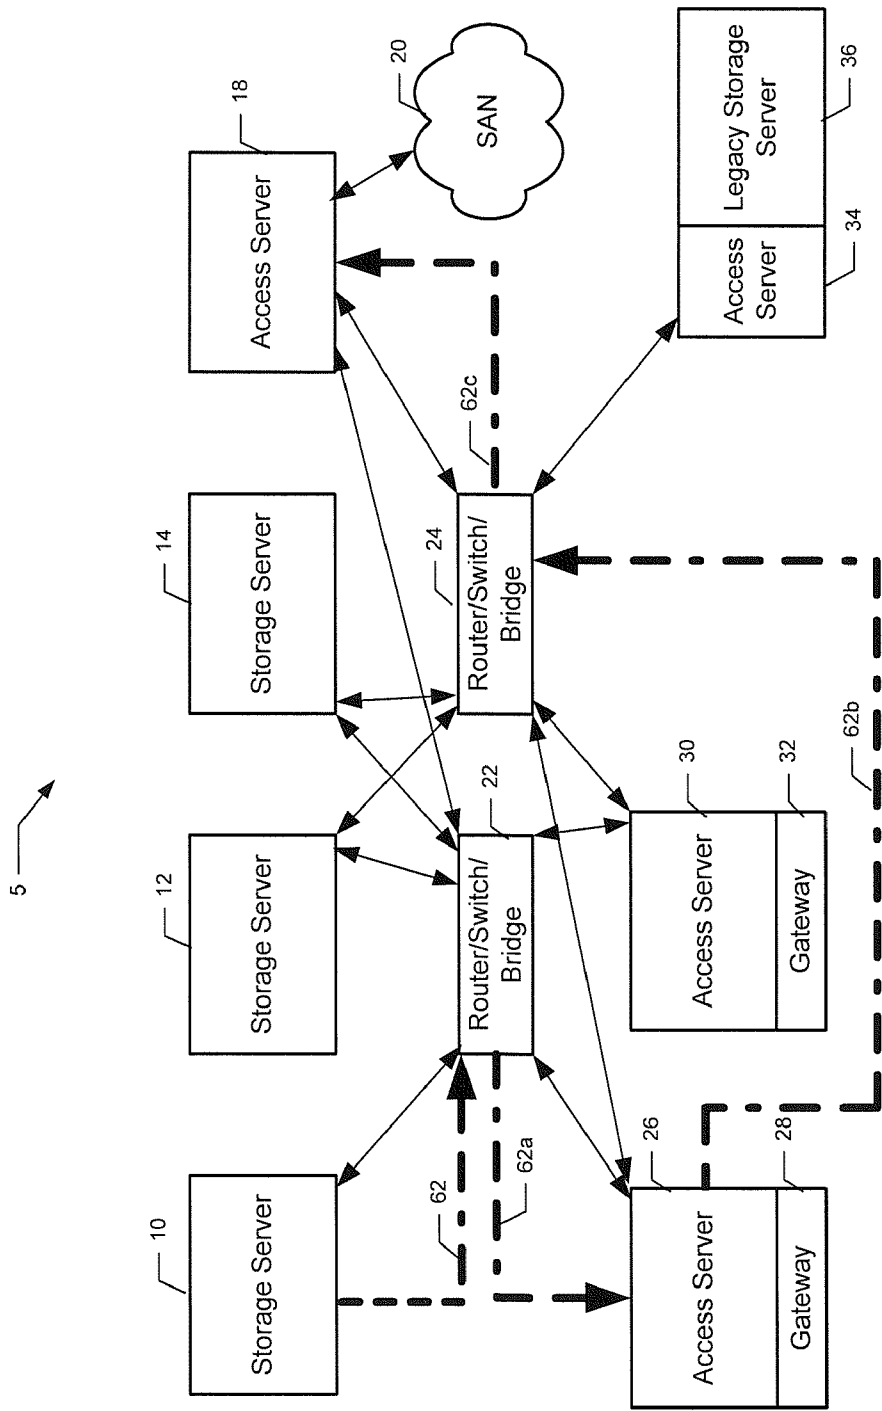 5
10
Storage Server
12
Storage Server
14
Storage Server
18
Access Server
20
SAN
62
62a
Router/Switch/
Bridge
22
Router/Switch/
Bridge
24
62c
26
Access Server
28
Gateway
30
Access Server
32
Gateway
62b
Access
Server
34
Legacy Storage
Server
36